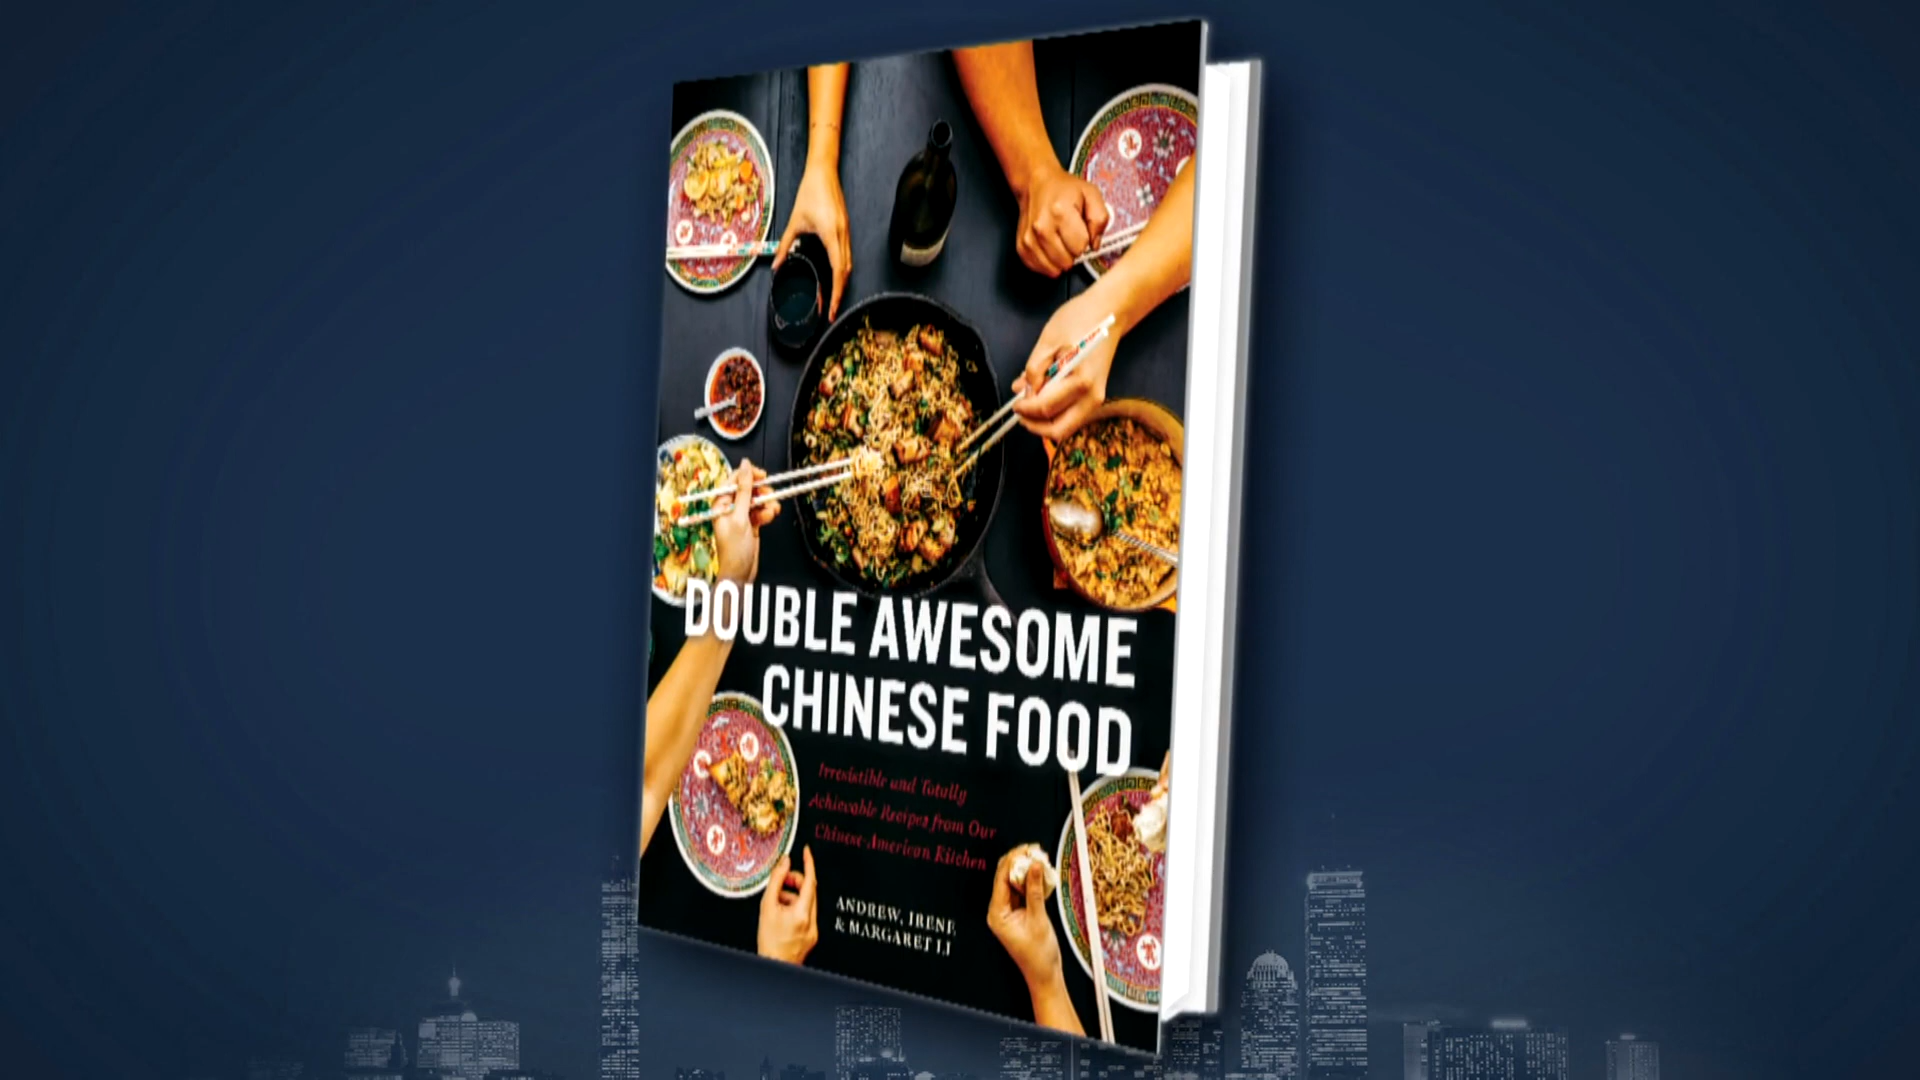 DOUBLE AWESOME
CHINESE FOOD
Irresistible and Totally
Achievable Recipes from Our
Chinese-American Kitchen
ANDREW, IRENE,
& MARGARET LI